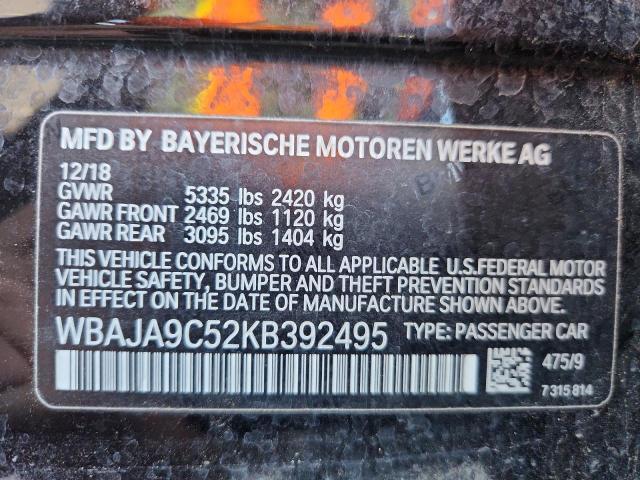 MFD BY BAYERISCHE MOTOREN WERKE AG
12/18
GVWR 5335 lbs 2420 kg
GAWR FRONT 2469 lbs 1120 kg
GAWR REAR 3095 lbs 1404 kg
THIS VEHICLE CONFORMS TO ALL APPLICABLE U.S.FEDERAL MOTOR
VEHICLE SAFETY, BUMPER AND THEFT PREVENTION STANDARDS
IN EFFECT ON THE DATE OF MANUFACTURE SHOWN ABOVE.
WBAJA9C52KB392495 TYPE: PASSENGER CAR
475/9
7 315 814